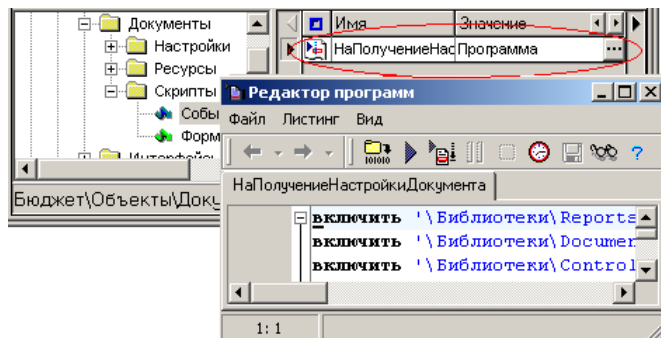 Документы
Настройки
Ресурсы
Скрипты
Собы
Форм
Имя Значение
НаПолучениеНас Программа ...
Бюджет\Объекты\Доку
Редактор программ
Файл Листинг Вид
НаПолучениеНастройкиДокумента
включить '\Библиотеки\Reports
включить '\Библиотеки\Documen
включить '\Библиотеки\Control
1: 1